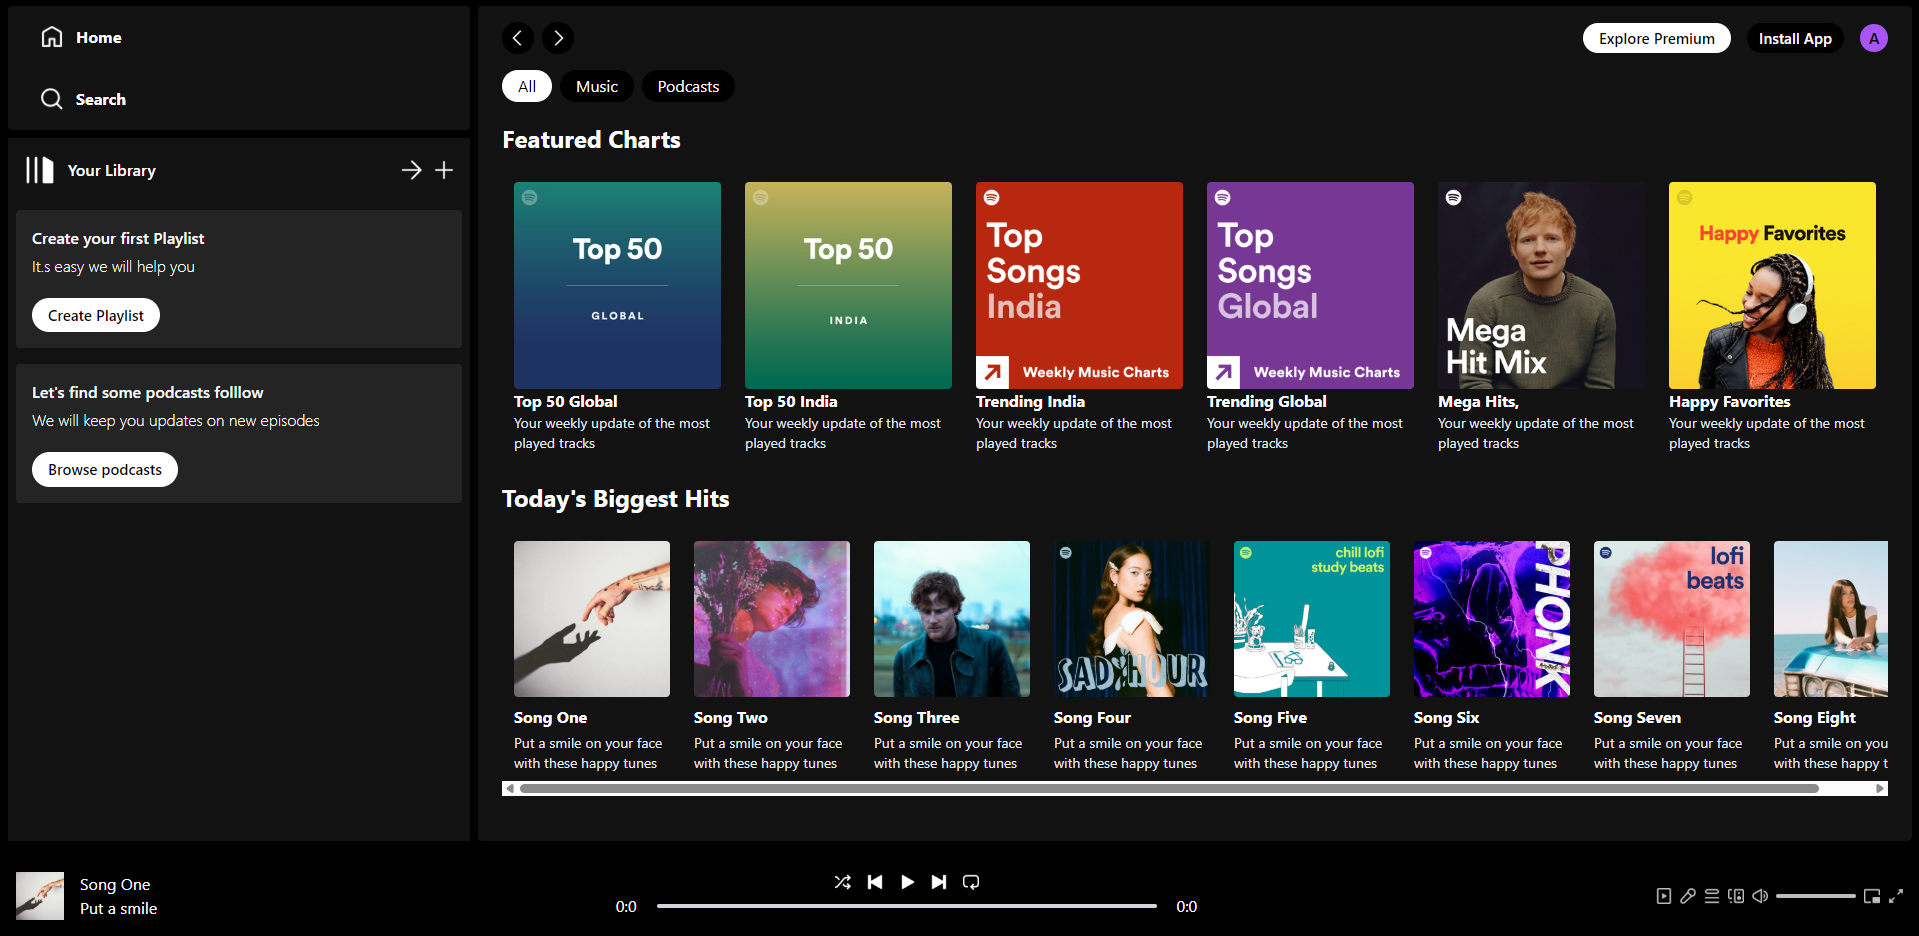 Home
Search
Your Library
Create your first Playlist
It.s easy we will help you
Create Playlist
Let's find some podcasts folllow
We will keep you updates on new episodes
Browse podcasts
Explore Premium
Install App
A
All
Music
Podcasts
Featured Charts
Top 50
GLOBAL
Top 50 Global
Your weekly update of the most
played tracks
Top 50
INDIA
Top 50 India
Your weekly update of the most
played tracks
Top
Songs
India
Weekly Music Charts
Trending India
Your weekly update of the most
played tracks
Top
Songs
Global
Weekly Music Charts
Trending Global
Your weekly update of the most
played tracks
Mega
Hit Mix
Mega Hits,
Your weekly update of the most
played tracks
Happy Favorites
Happy Favorites
Your weekly update of the most
played tracks
Today's Biggest Hits
Song One
Put a smile on your face
with these happy tunes
Song Two
Put a smile on your face
with these happy tunes
Song Three
Put a smile on your face
with these happy tunes
SAD HOUR
Song Four
Put a smile on your face
with these happy tunes
chill lofi
study beats
Song Five
Put a smile on your face
with these happy tunes
PHONK
Song Six
Put a smile on your face
with these happy tunes
lofi
beats
Song Seven
Put a smile on your face
with these happy tunes
Song Eight
Put a smile on you
with these happy t
Song One
Put a smile
0:0
0:0